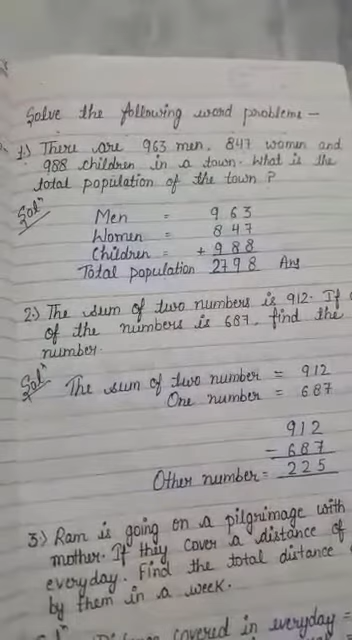 Solve the following word problems -
1) There are 963 men, 847 women and
988 children in a town. What is the
total population of the town?
Solⁿ
Men = 963
Women = 847
Children = + 988
Total population 2798 Ans
2) The sum of two numbers is 912. If
of the numbers is 687, find the
number.
Solⁿ
The sum of two number = 912
One number = 687
912
- 687
Other number = 225
3) Ram is going on a pilgrimage with
mother. If they cover a distance of
everyday. Find the total distance
by them in a week.
covered in everyday =